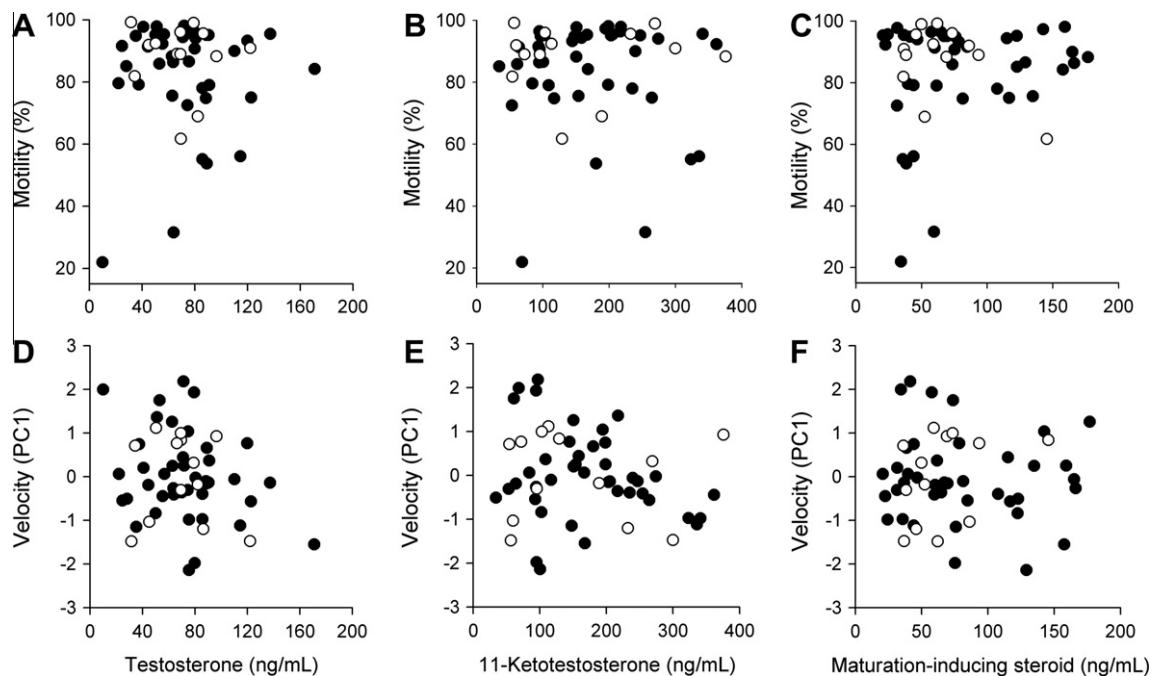 A
B
C
100
80
60
40
20
Motility (%)
0 40 80 120 160 200
100
80
60
40
20
Motility (%)
0 100 200 300 400
100
80
60
40
20
Motility (%)
0 50 100 150 200
D
E
F
3
2
1
0
-1
-2
-3
Velocity (PC1)
0 40 80 120 160 200
Testosterone (ng/mL)
3
2
1
0
-1
-2
-3
Velocity (PC1)
0 100 200 300 400
11-Ketotestosterone (ng/mL)
3
2
1
0
-1
-2
-3
Velocity (PC1)
0 50 100 150 200
Maturation-inducing steroid (ng/mL)